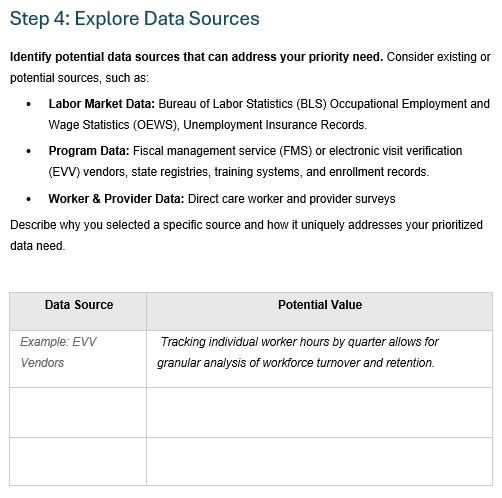 Step 4: Explore Data Sources
Identify potential data sources that can address your priority need. Consider existing or
potential sources, such as:
• Labor Market Data: Bureau of Labor Statistics (BLS) Occupational Employment and
Wage Statistics (OEWS), Unemployment Insurance Records.
• Program Data: Fiscal management service (FMS) or electronic visit verification
(EVV) vendors, state registries, training systems, and enrollment records.
• Worker & Provider Data: Direct care worker and provider surveys
Describe why you selected a specific source and how it uniquely addresses your prioritized
data need.
Data Source
Potential Value
Example: EVV
Vendors
Tracking individual worker hours by quarter allows for
granular analysis of workforce turnover and retention.